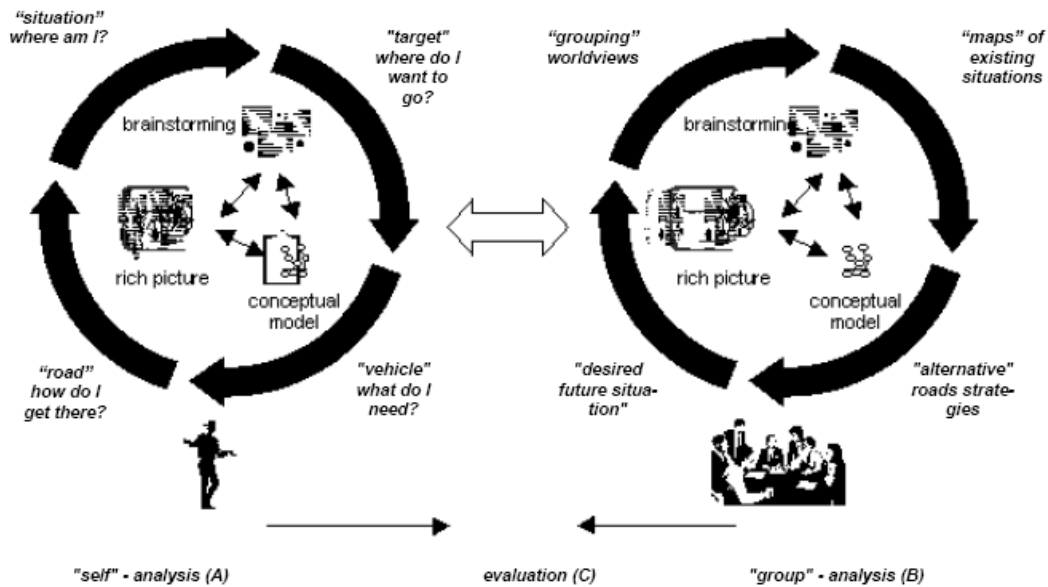 “situation”
where am I?
"target"
where do I
want to
go?
brainstorming
rich picture
conceptual
model
“road”
how do I
get there?
"vehicle"
what do I
need?
“grouping”
worldviews
“maps” of
existing
situations
brainstorming
rich picture
conceptual
model
"desired
future situa-
tion"
"alternative"
roads strate-
gies
"self" - analysis (A)
evaluation (C)
"group" - analysis (B)